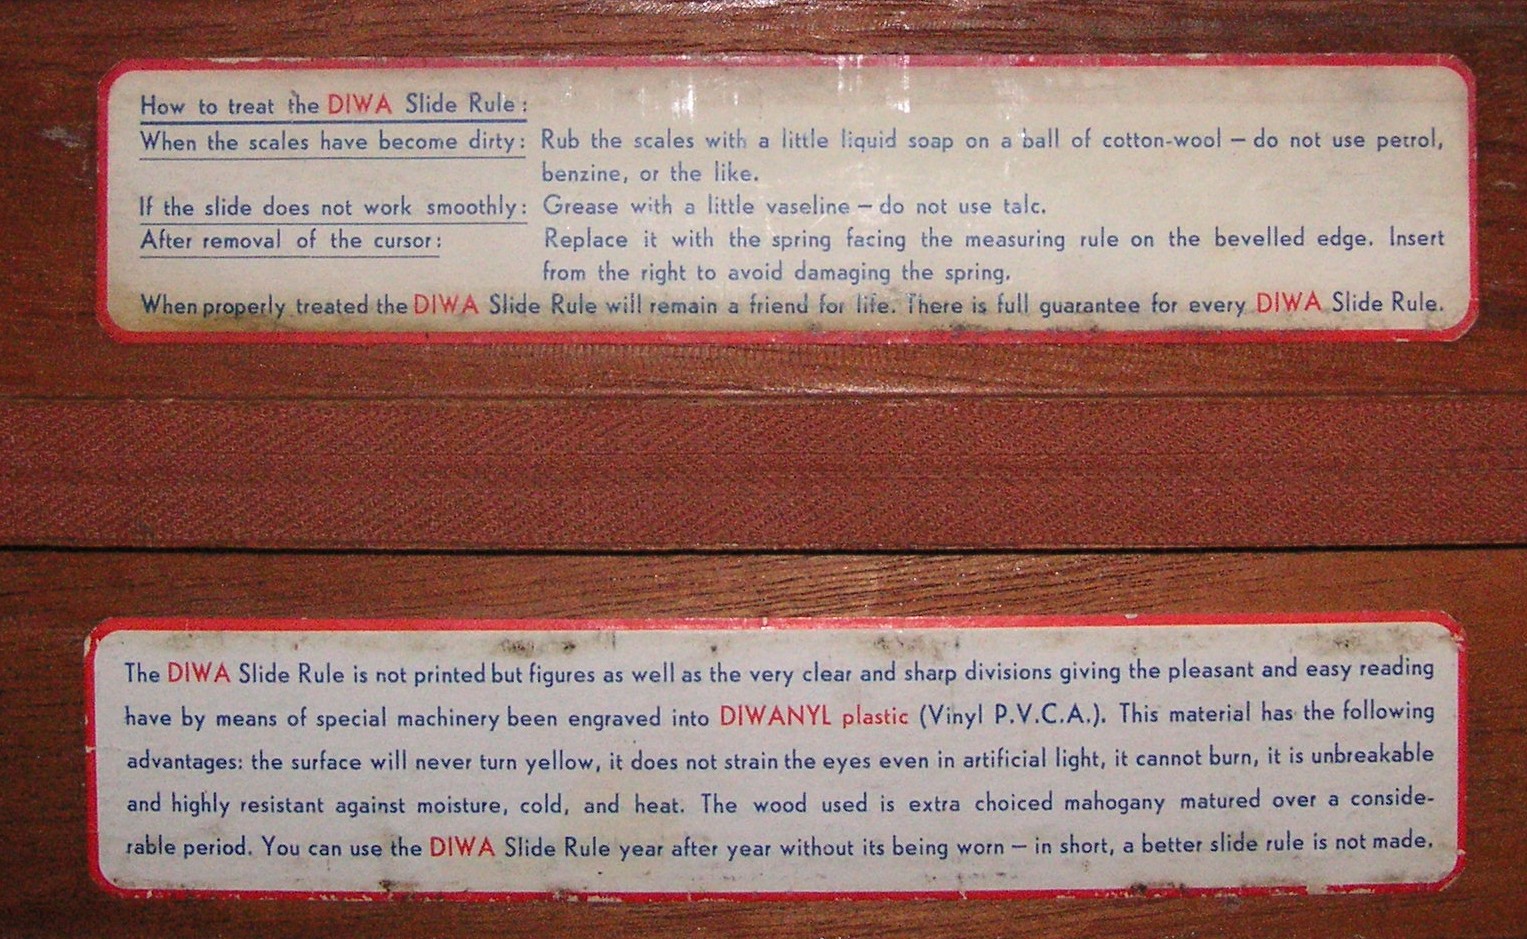 How to treat the DIWA Slide Rule:
When the scales have become dirty: Rub the scales with a little liquid soap on a ball of cotton-wool – do not use petrol,
benzine, or the like.
If the slide does not work smoothly: Grease with a little vaseline – do not use talc.
After removal of the cursor: Replace it with the spring facing the measuring rule on the bevelled edge. Insert
from the right to avoid damaging the spring.
When properly treated the DIWA Slide Rule will remain a friend for life. There is full guarantee for every DIWA Slide Rule.
The DIWA Slide Rule is not printed but figures as well as the very clear and sharp divisions giving the pleasant and easy reading
have by means of special machinery been engraved into DIWANYL plastic (Vinyl P.V.C.A.). This material has the following
advantages: the surface will never turn yellow, it does not strain the eyes even in artificial light, it cannot burn, it is unbreakable
and highly resistant against moisture, cold, and heat. The wood used is extra choiced mahogany matured over a conside-
rable period. You can use the DIWA Slide Rule year after year without its being worn – in short, a better slide rule is not made.